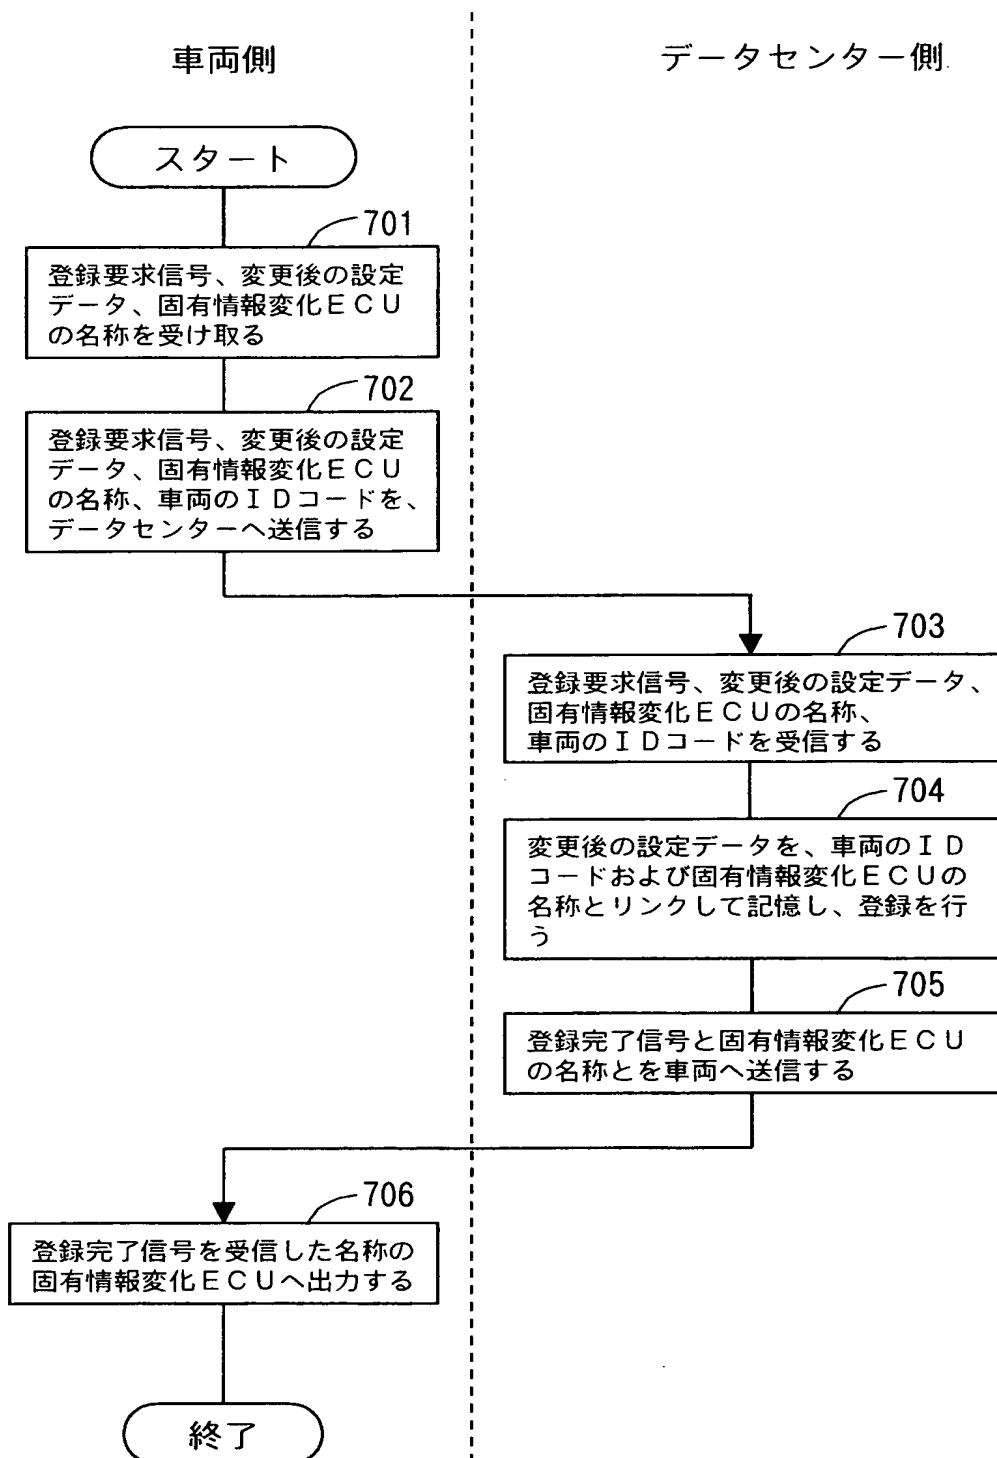 車両側
データセンター側
スタート
701
登録要求信号、変更後の設定
データ、固有情報変化ＥＣＵ
の名称を受け取る
702
登録要求信号、変更後の設定
データ、固有情報変化ＥＣＵ
の名称、車両のＩＤコードを、
データセンターへ送信する
703
登録要求信号、変更後の設定データ、
固有情報変化ＥＣＵの名称、
車両のＩＤコードを受信する
704
変更後の設定データを、車両のＩＤ
コードおよび固有情報変化ＥＣＵの
名称とリンクして記憶し、登録を行
う
705
登録完了信号と固有情報変化ＥＣＵ
の名称とを車両へ送信する
706
登録完了信号を受信した名称の
固有情報変化ＥＣＵへ出力する
終了